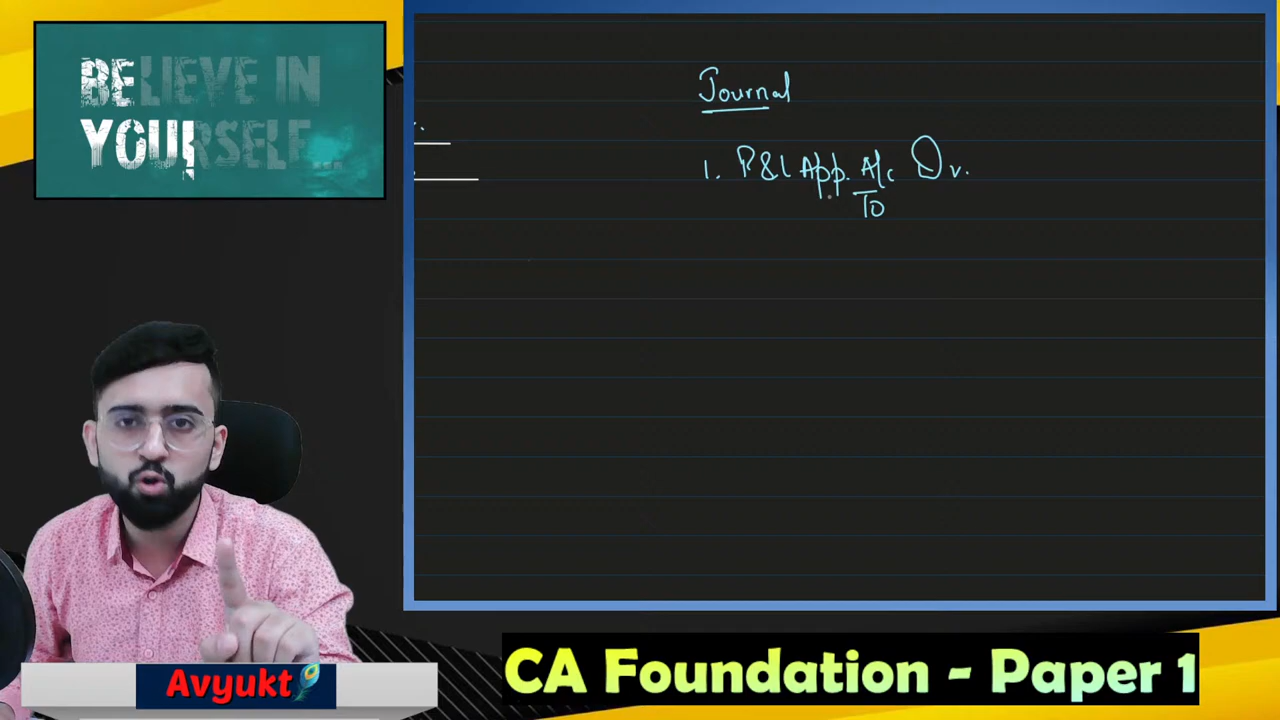 BELIEVE IN
YOURSELF...
Journal
1. P&L App. A/c Dr.
To
Avyukt
CA Foundation - Paper 1